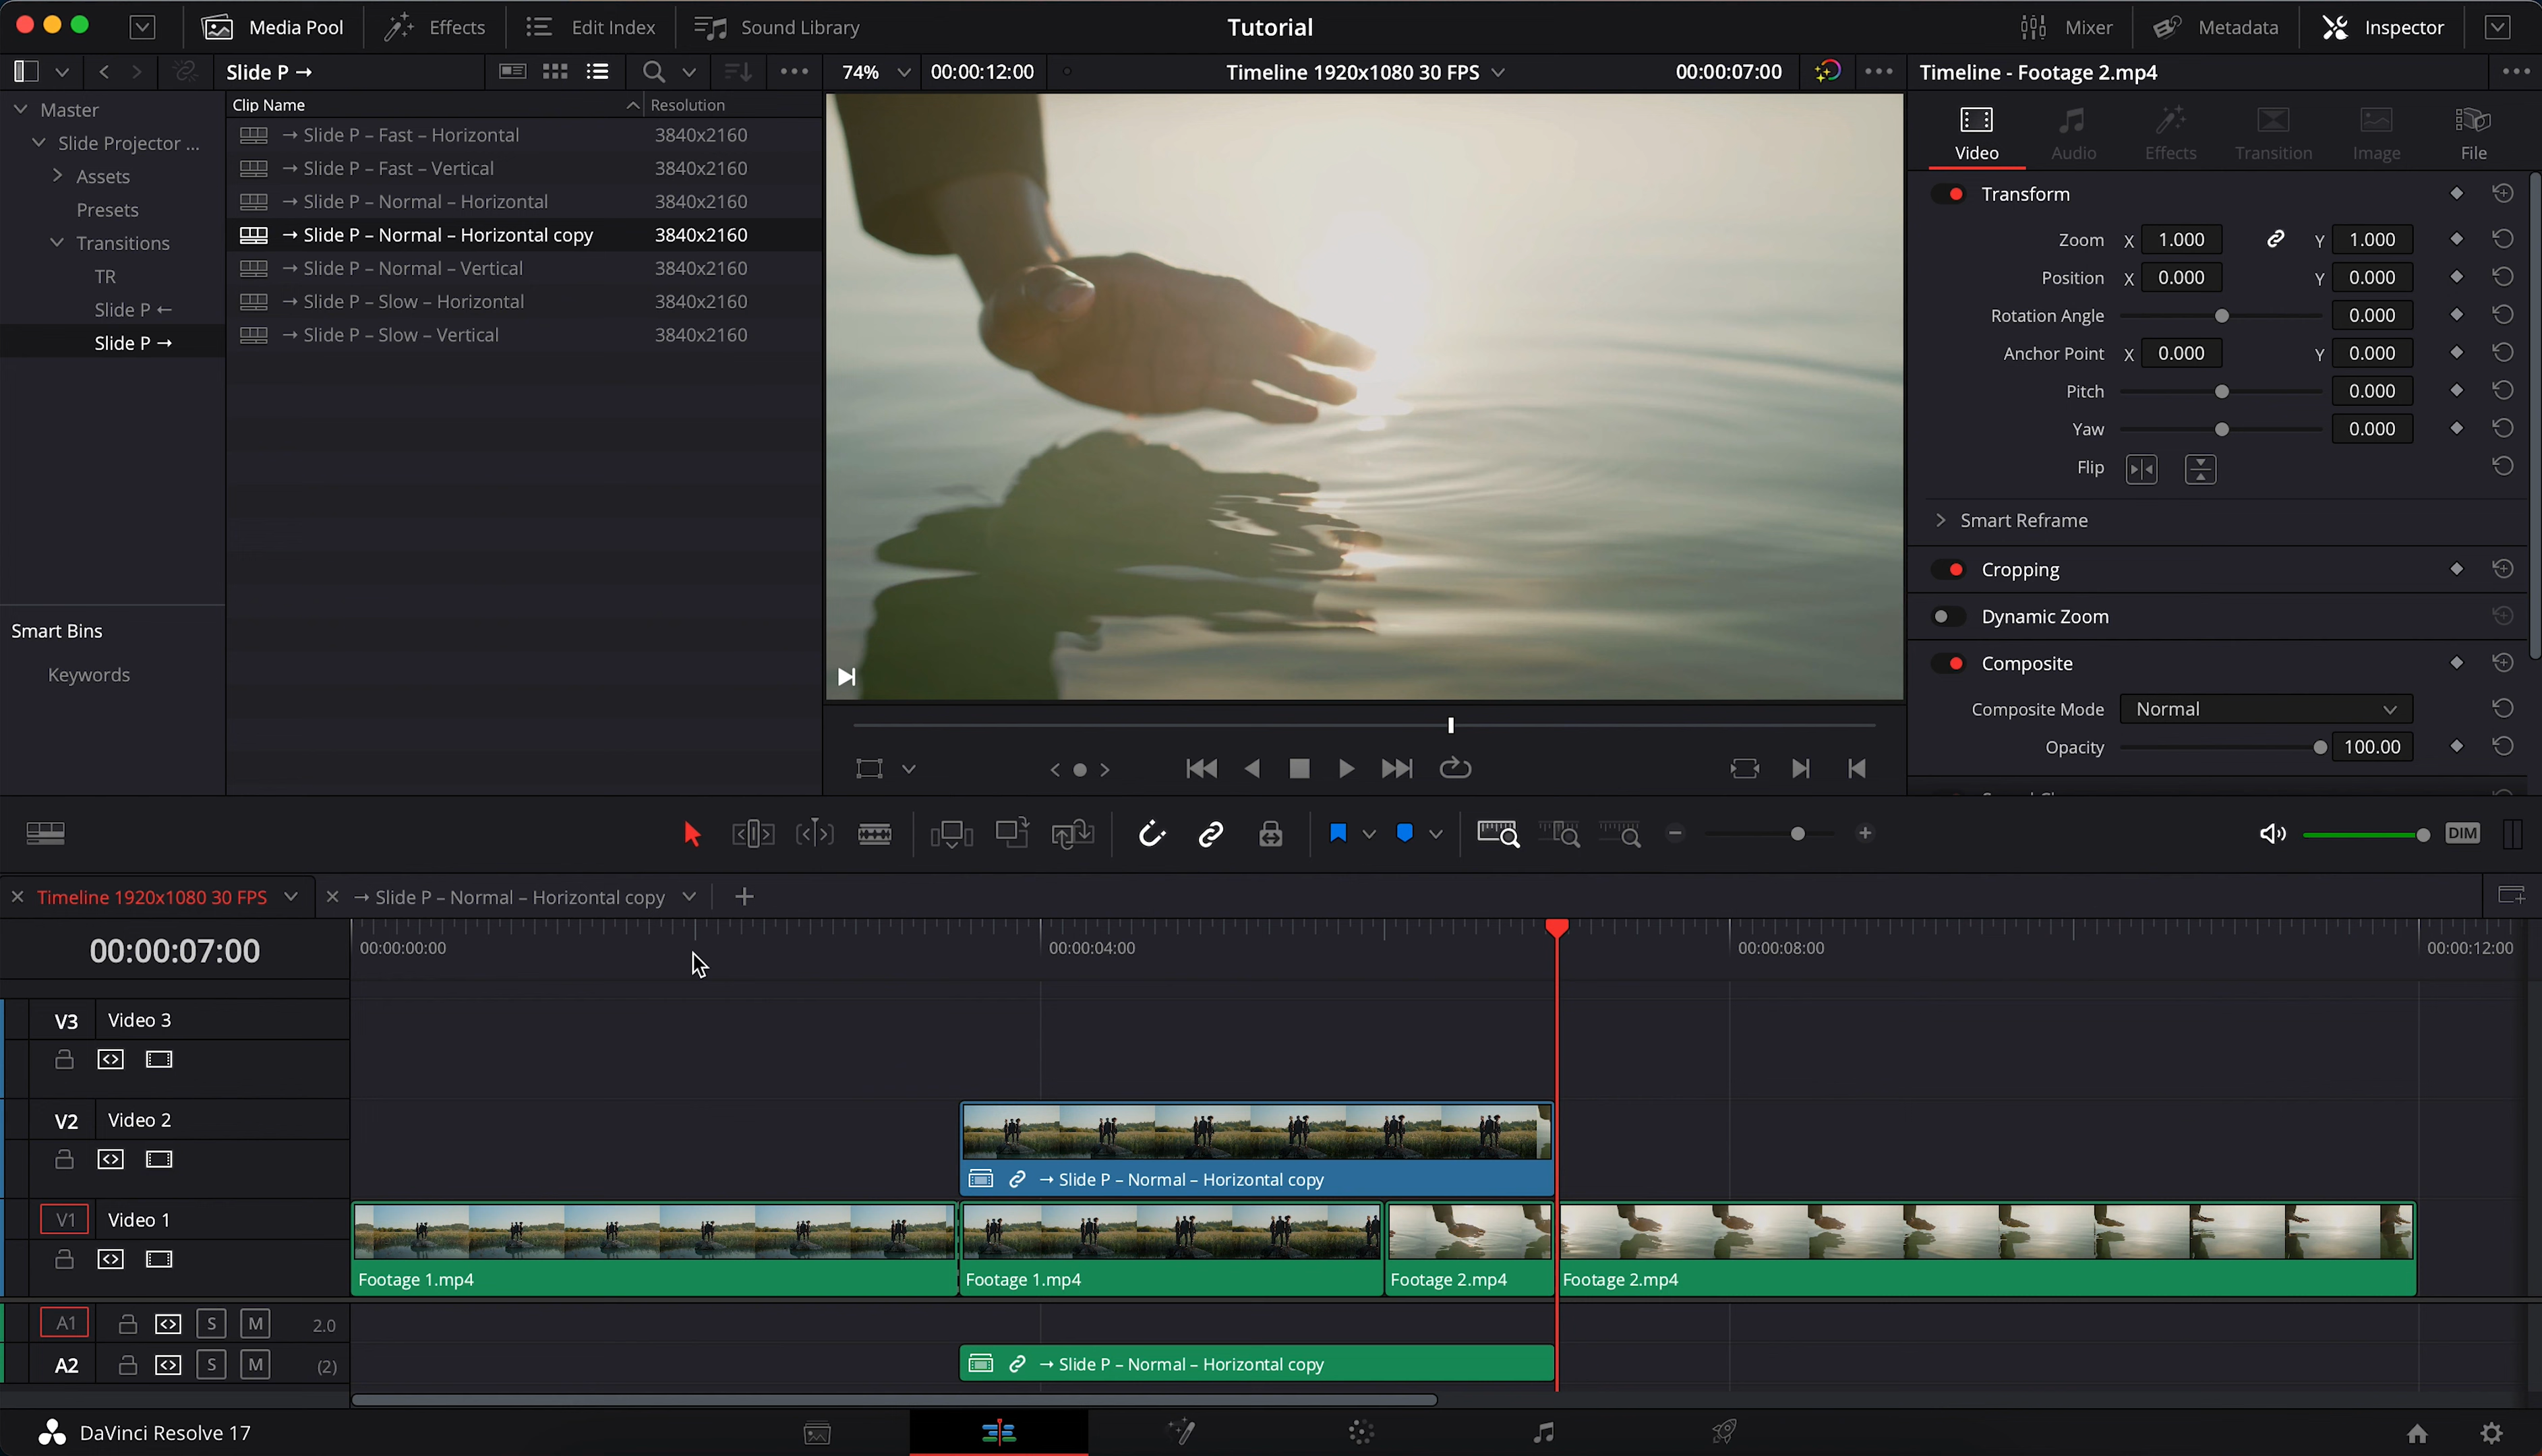 Media Pool
Effects
Edit Index
Sound Library
Tutorial
Mixer
Metadata
Inspector
Slide P →
74%
00:00:12:00
Timeline 1920x1080 30 FPS
00:00:07:00
Timeline - Footage 2.mp4
Master
Slide Projector ...
Assets
Presets
Transitions
TR
Slide P ←
Slide P →
Smart Bins
Keywords
Clip Name
Resolution
→ Slide P – Fast – Horizontal 3840x2160
→ Slide P – Fast – Vertical 3840x2160
→ Slide P – Normal – Horizontal 3840x2160
→ Slide P – Normal – Horizontal copy 3840x2160
→ Slide P – Normal – Vertical 3840x2160
→ Slide P – Slow – Horizontal 3840x2160
→ Slide P – Slow – Vertical 3840x2160
Video
Audio
Effects
Transition
Image
File
Transform
Zoom X 1.000 Y 1.000
Position X 0.000 Y 0.000
Rotation Angle 0.000
Anchor Point X 0.000 Y 0.000
Pitch 0.000
Yaw 0.000
Flip
Smart Reframe
Cropping
Dynamic Zoom
Composite
Composite Mode Normal
Opacity 100.00
DIM
Timeline 1920x1080 30 FPS
→ Slide P – Normal – Horizontal copy
00:00:07:00
00:00:00:00
00:00:04:00
00:00:08:00
00:00:12:00
V3 Video 3
V2 Video 2
→ Slide P – Normal – Horizontal copy
V1 Video 1
Footage 1.mp4
Footage 1.mp4
Footage 2.mp4
Footage 2.mp4
A1 S M 2.0
A2 S M (2)
→ Slide P – Normal – Horizontal copy
DaVinci Resolve 17